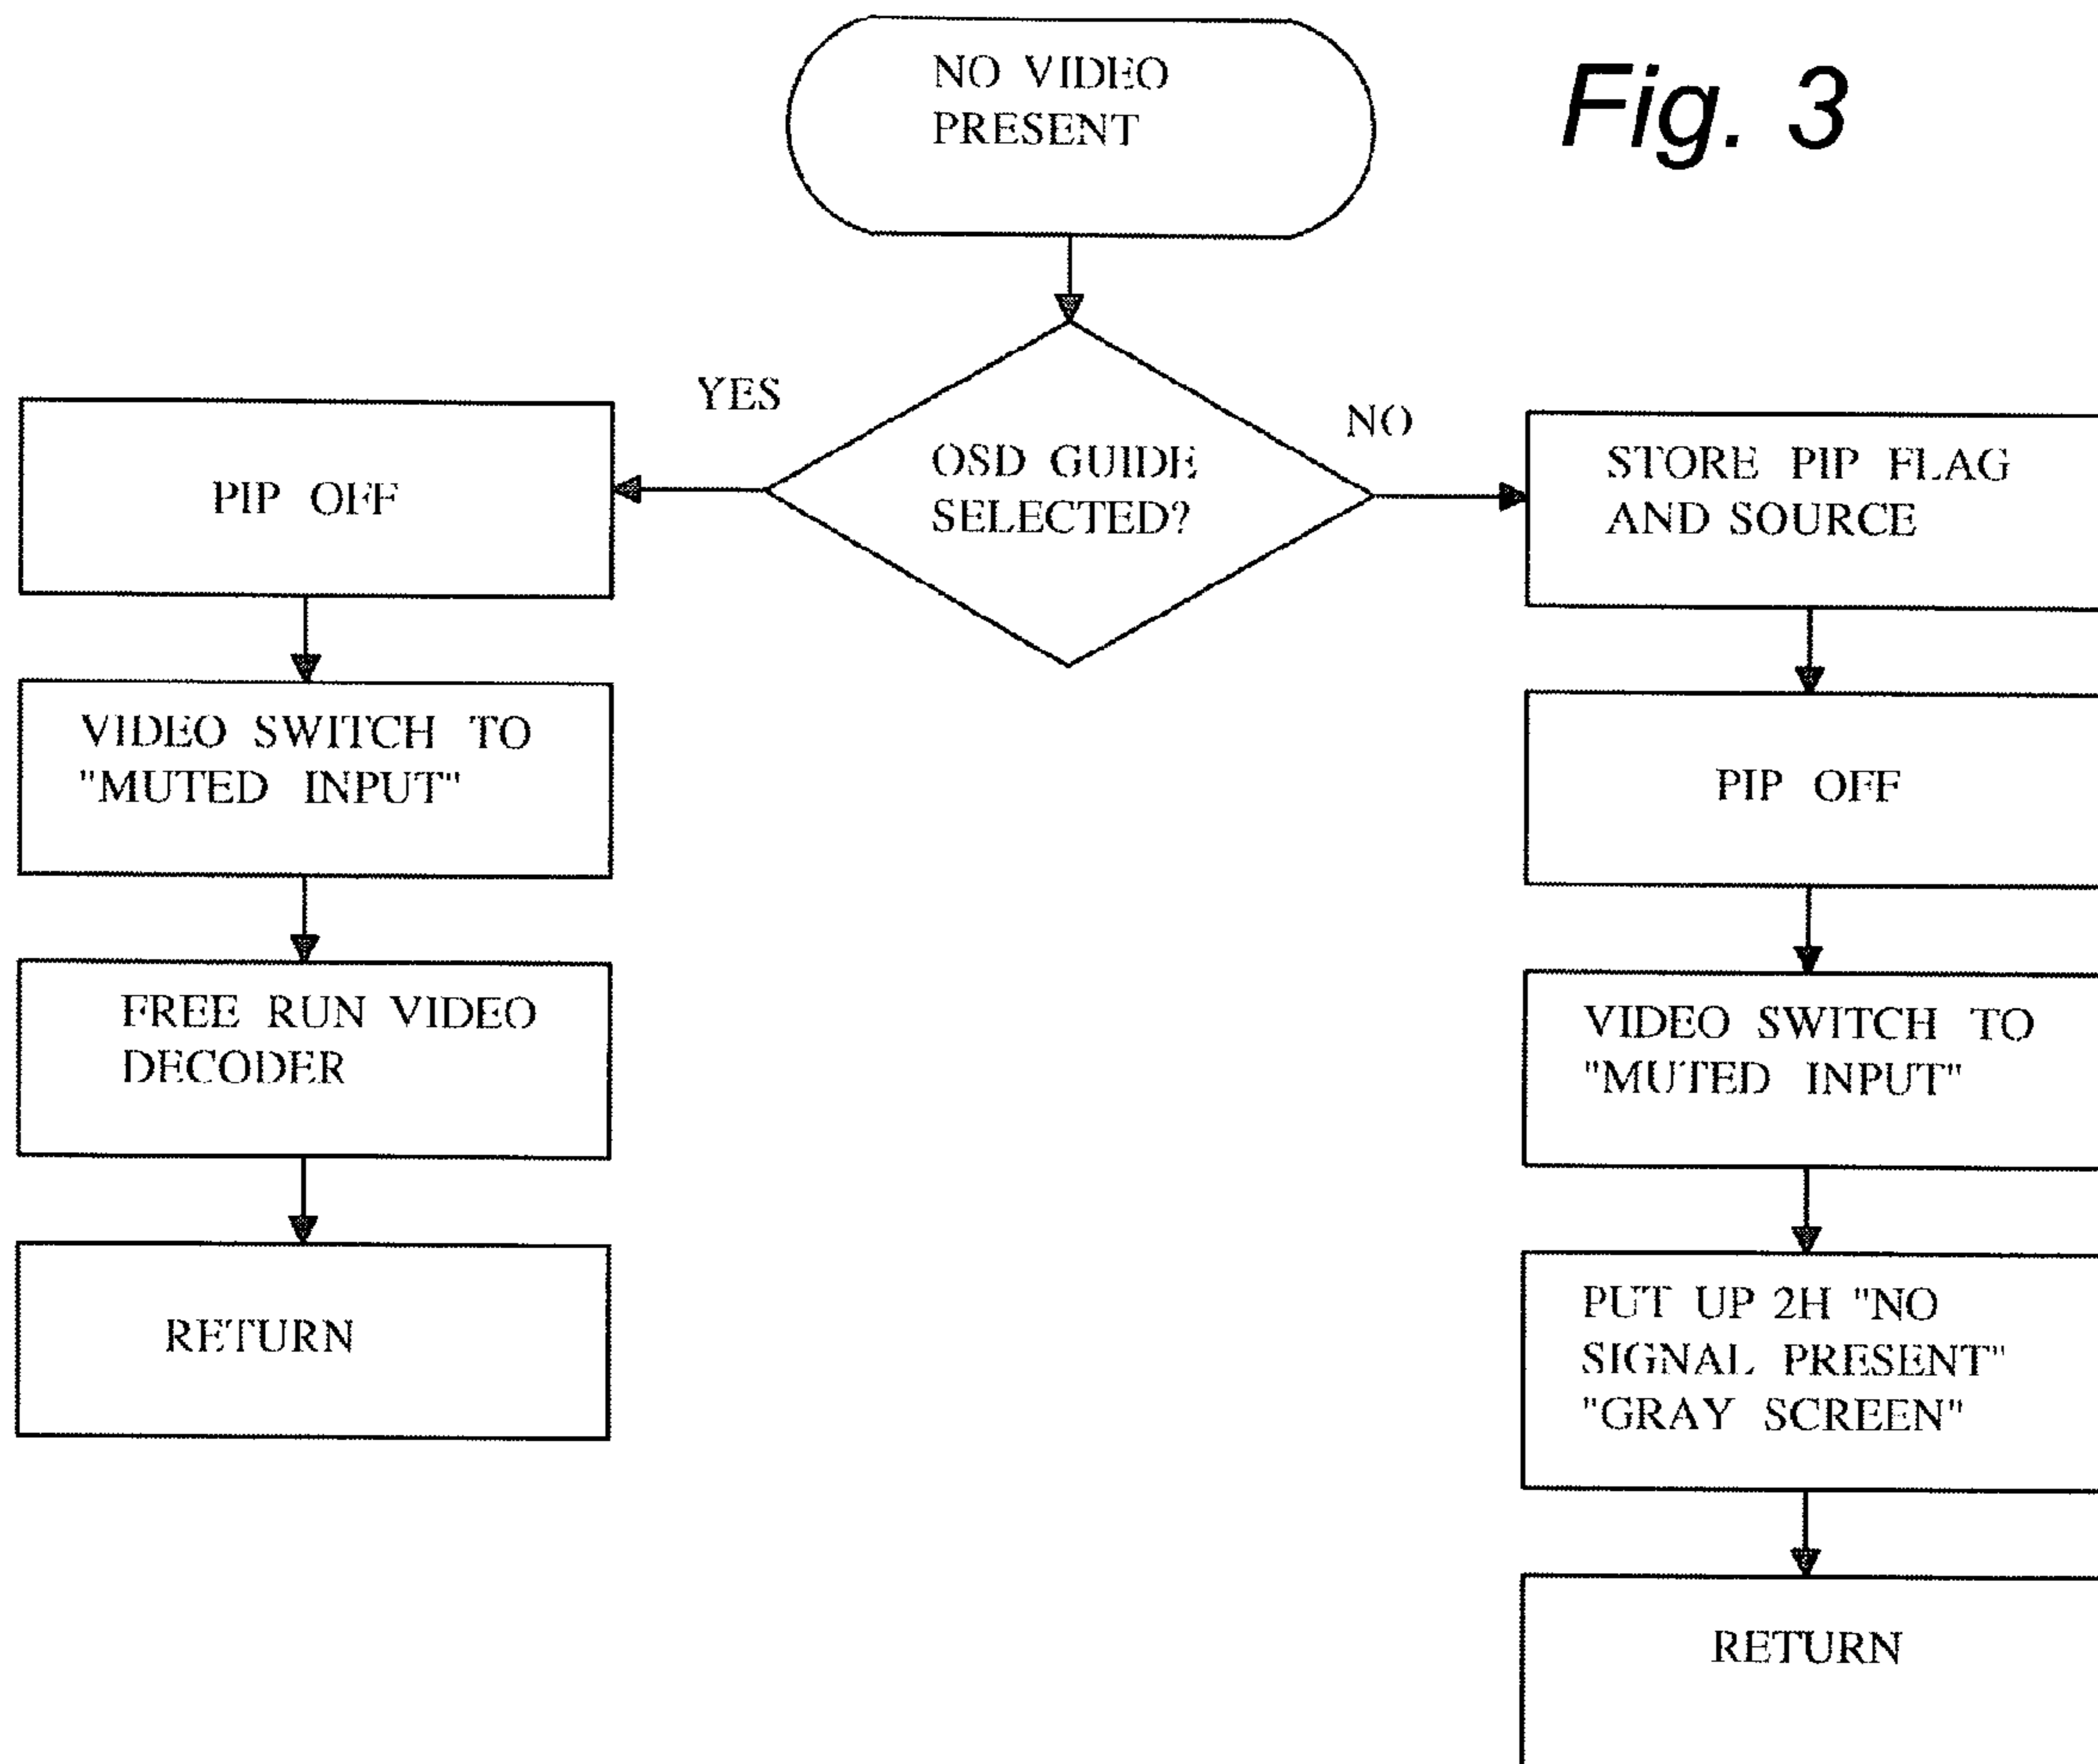 NO VIDEO
PRESENT
Fig. 3
YES
NO
OSD GUIDE
SELECTED?
PIP OFF
VIDEO SWITCH TO
"MUTED INPUT"
FREE RUN VIDEO
DECODER
RETURN
STORE PIP FLAG
AND SOURCE
PIP OFF
VIDEO SWITCH TO
"MUTED INPUT"
PUT UP 2H "NO
SIGNAL PRESENT"
"GRAY SCREEN"
RETURN